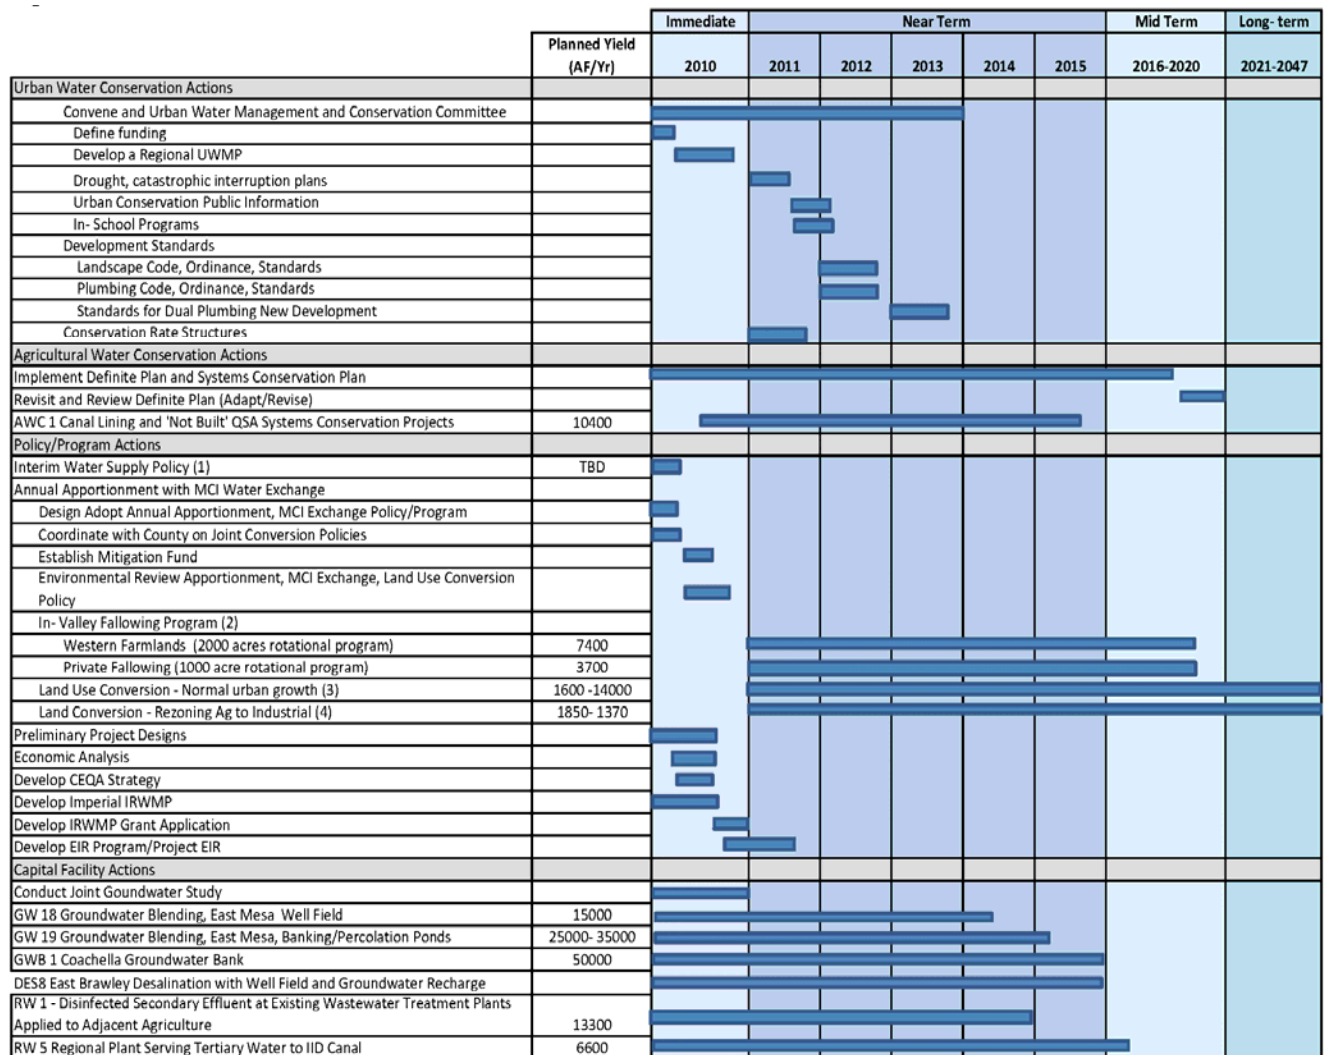 Immediate Near Term Mid Term Long- term
Planned Yield
(AF/Yr) 2010 2011 2012 2013 2014 2015 2016-2020 2021-2047
Urban Water Conservation Actions
Convene and Urban Water Management and Conservation Committee
Define funding
Develop a Regional UWMP
Drought, catastrophic interruption plans
Urban Conservation Public Information
In- School Programs
Development Standards
Landscape Code, Ordinance, Standards
Plumbing Code, Ordinance, Standards
Standards for Dual Plumbing New Development
Conservation Rate Structures
Agricultural Water Conservation Actions
Implement Definite Plan and Systems Conservation Plan
Revisit and Review Definite Plan (Adapt/Revise)
AWC 1 Canal Lining and 'Not Built' QSA Systems Conservation Projects 10400
Policy/Program Actions
Interim Water Supply Policy (1) TBD
Annual Apportionment with MCI Water Exchange
Design Adopt Annual Apportionment, MCI Exchange Policy/Program
Coordinate with County on Joint Conversion Policies
Establish Mitigation Fund
Environmental Review Apportionment, MCI Exchange, Land Use Conversion
Policy
In- Valley Fallowing Program (2)
Western Farmlands (2000 acres rotational program) 7400
Private Fallowing (1000 acre rotational program) 3700
Land Use Conversion - Normal urban growth (3) 1600 -14000
Land Conversion - Rezoning Ag to Industrial (4) 1850- 1370
Preliminary Project Designs
Economic Analysis
Develop CEQA Strategy
Develop Imperial IRWMP
Develop IRWMP Grant Application
Develop EIR Program/Project EIR
Capital Facility Actions
Conduct Joint Goundwater Study
GW 18 Groundwater Blending, East Mesa Well Field 15000
GW 19 Groundwater Blending, East Mesa, Banking/Percolation Ponds 25000- 35000
GWB 1 Coachella Groundwater Bank 50000
DES8 East Brawley Desalination with Well Field and Groundwater Recharge
RW 1 - Disinfected Secondary Effluent at Existing Wastewater Treatment Plants
Applied to Adjacent Agriculture 13300
RW 5 Regional Plant Serving Tertiary Water to IID Canal 6600